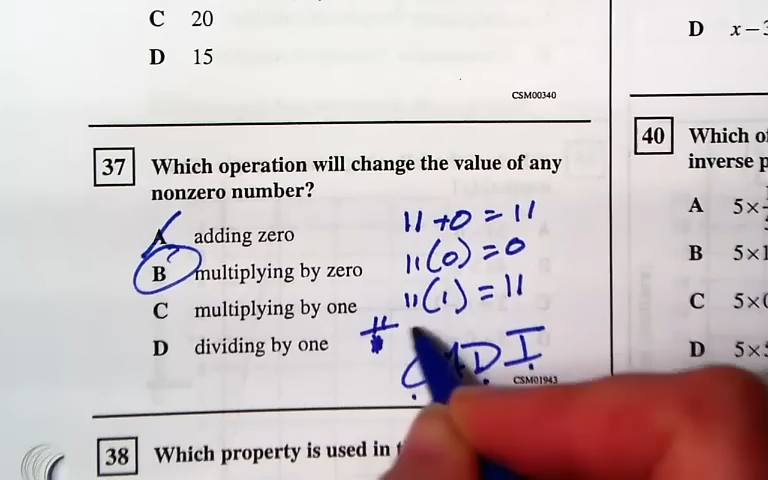 C 20
D 15
CSM00340
D x – 3
37 Which operation will change the value of any
nonzero number?
A adding zero
B multiplying by zero
C multiplying by one
D dividing by one
11 + 0 = 11
11(0) = 0
11(1) = 11
#
D I
CSM01943
38 Which property is used in
40 Which
inverse
A 5×
B 5×1
C 5×
D 5×